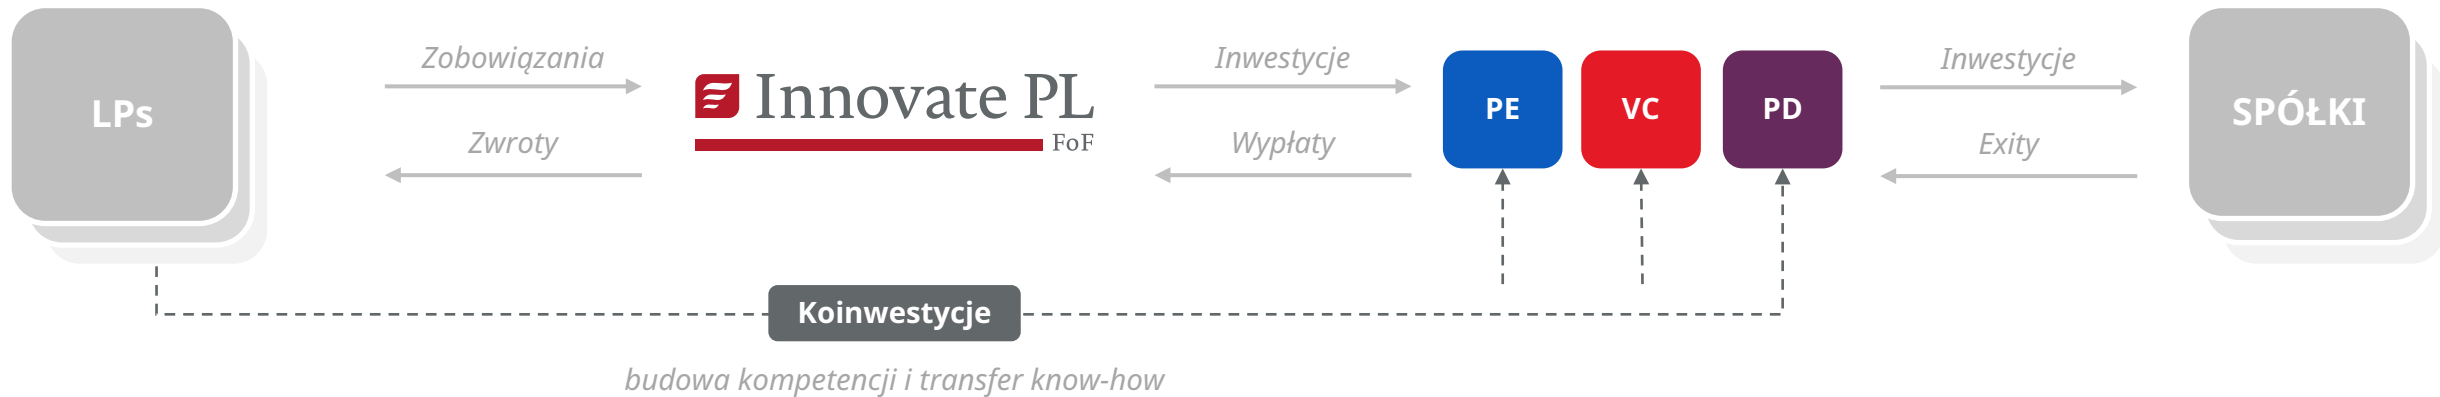 LPs
Zobowiązania
Zwroty
Innovate PL
FoF
Inwestycje
Wypłaty
PE
VC
PD
Inwestycje
Exity
SPÓŁKI
Koinwestycje
budowa kompetencji i transfer know-how